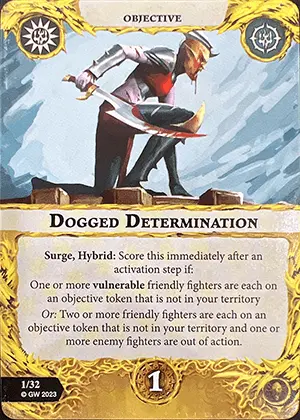 OBJECTIVE
DOGGED DETERMINATION
Surge, Hybrid: Score this immediately after an
activation step if:
One or more vulnerable friendly fighters are each on
an objective token that is not in your territory
Or: Two or more friendly fighters are each on an
objective token that is not in your territory and one or
more enemy fighters are out of action.
1
1/32
© GW 2023